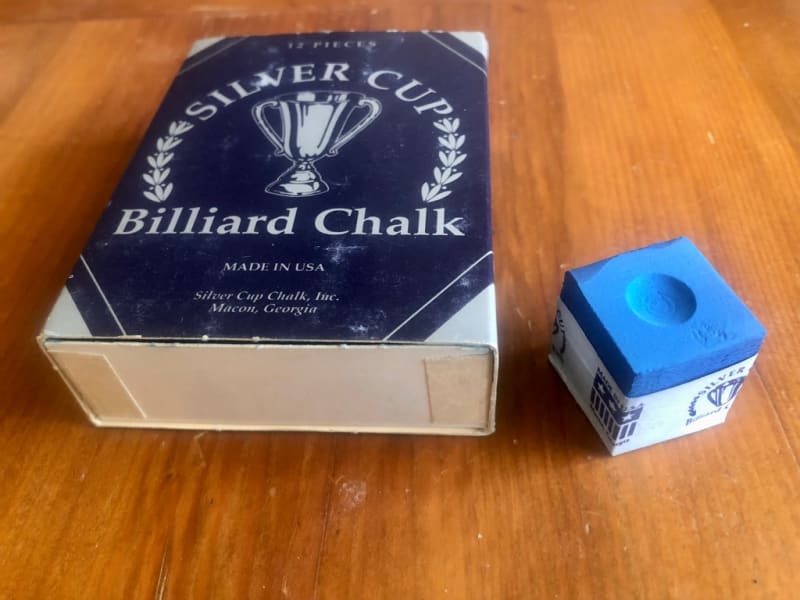 12 PIECES
SILVER CUP
Billiard Chalk
MADE IN USA
Silver Cup Chalk, Inc.
Macon, Georgia
SILVER
Billiard